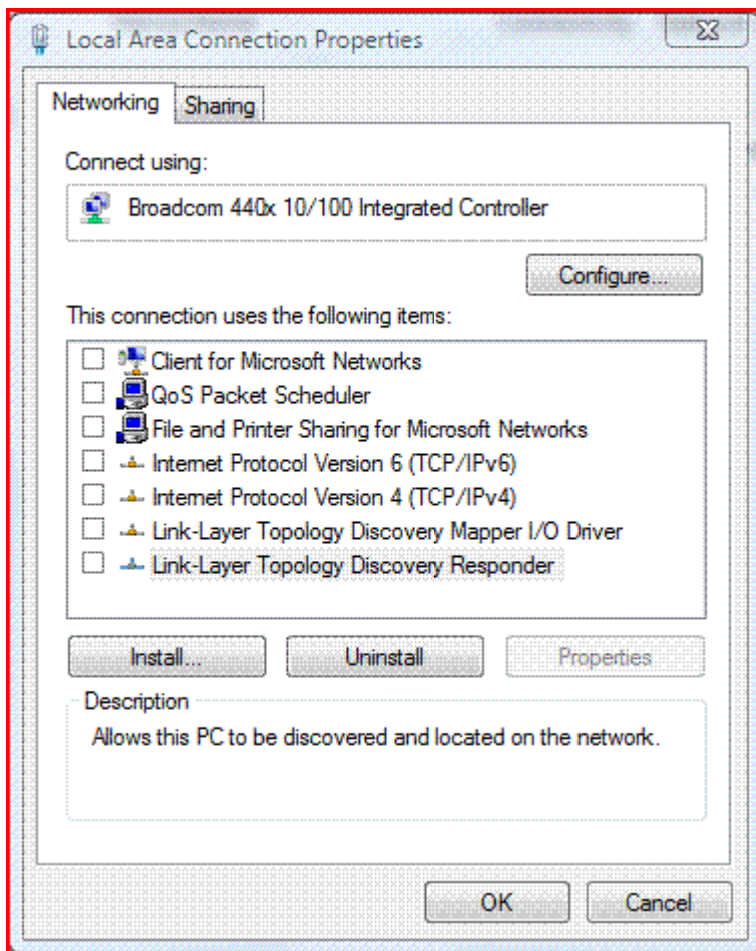 Local Area Connection Properties
Networking
Sharing
Connect using:
Broadcom 440x 10/100 Integrated Controller
Configure...
This connection uses the following items:
Client for Microsoft Networks
QoS Packet Scheduler
File and Printer Sharing for Microsoft Networks
Internet Protocol Version 6 (TCP/IPv6)
Internet Protocol Version 4 (TCP/IPv4)
Link-Layer Topology Discovery Mapper I/O Driver
Link-Layer Topology Discovery Responder
Install...
Uninstall
Properties
Description
Allows this PC to be discovered and located on the network.
OK
Cancel